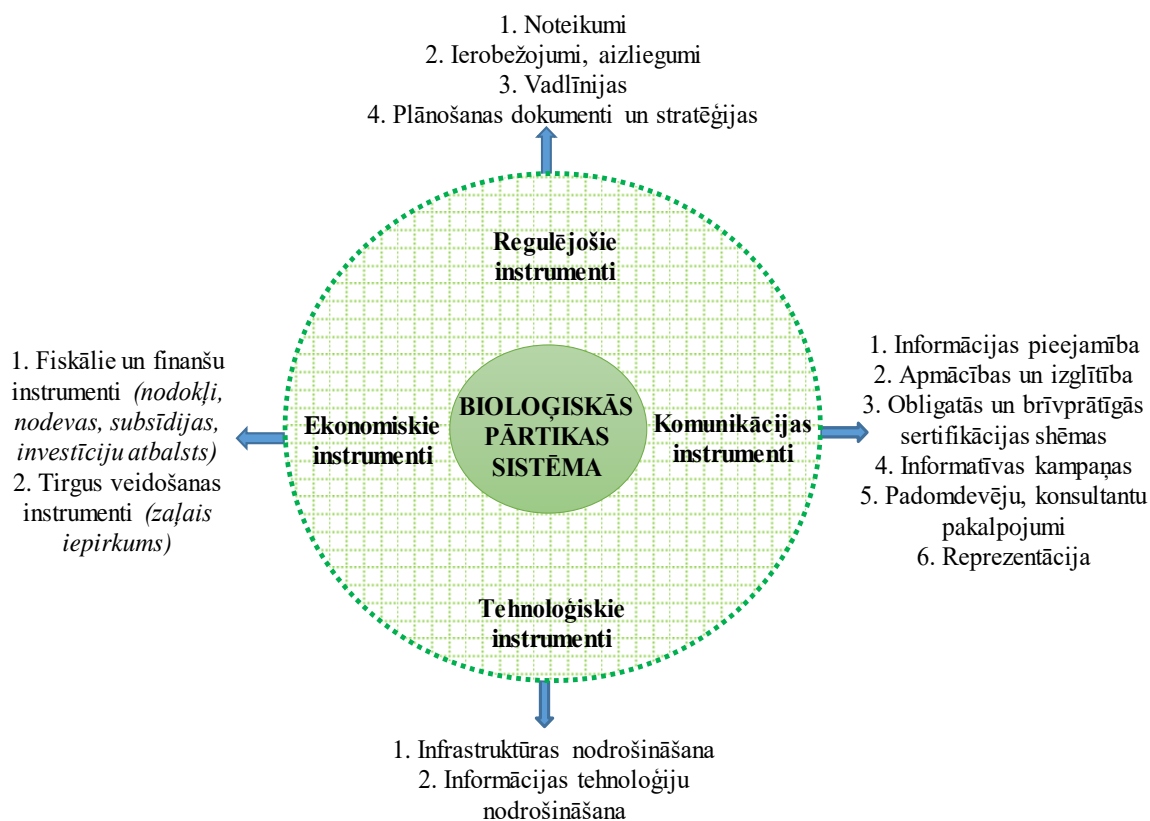 1. Noteikumi
2. Ierobežojumi, aizliegumi
3. Vadlīnijas
4. Plānošanas dokumenti un stratēģijas
Regulējošie
instrumenti
1. Fiskālie un finanšu
instrumenti (nodokļi,
nodevas, subsīdijas,
investīciju atbalsts)
2. Tirgus veidošanas
instrumenti (zaļais
iepirkums)
Ekonomiskie
instrumenti
BIOLOĢISKĀS
PĀRTIKAS
SISTĒMA
Komunikācijas
instrumenti
1. Informācijas pieejamība
2. Apmācības un izglītība
3. Obligatās un brīvprātīgās
sertifikācijas shēmas
4. Informatīvas kampaņas
5. Padomdevēju, konsultantu
pakalpojumi
6. Reprezentācija
Tehnoloģiskie
instrumenti
1. Infrastruktūras nodrošināšana
2. Informācijas tehnoloģiju
nodrošināšana